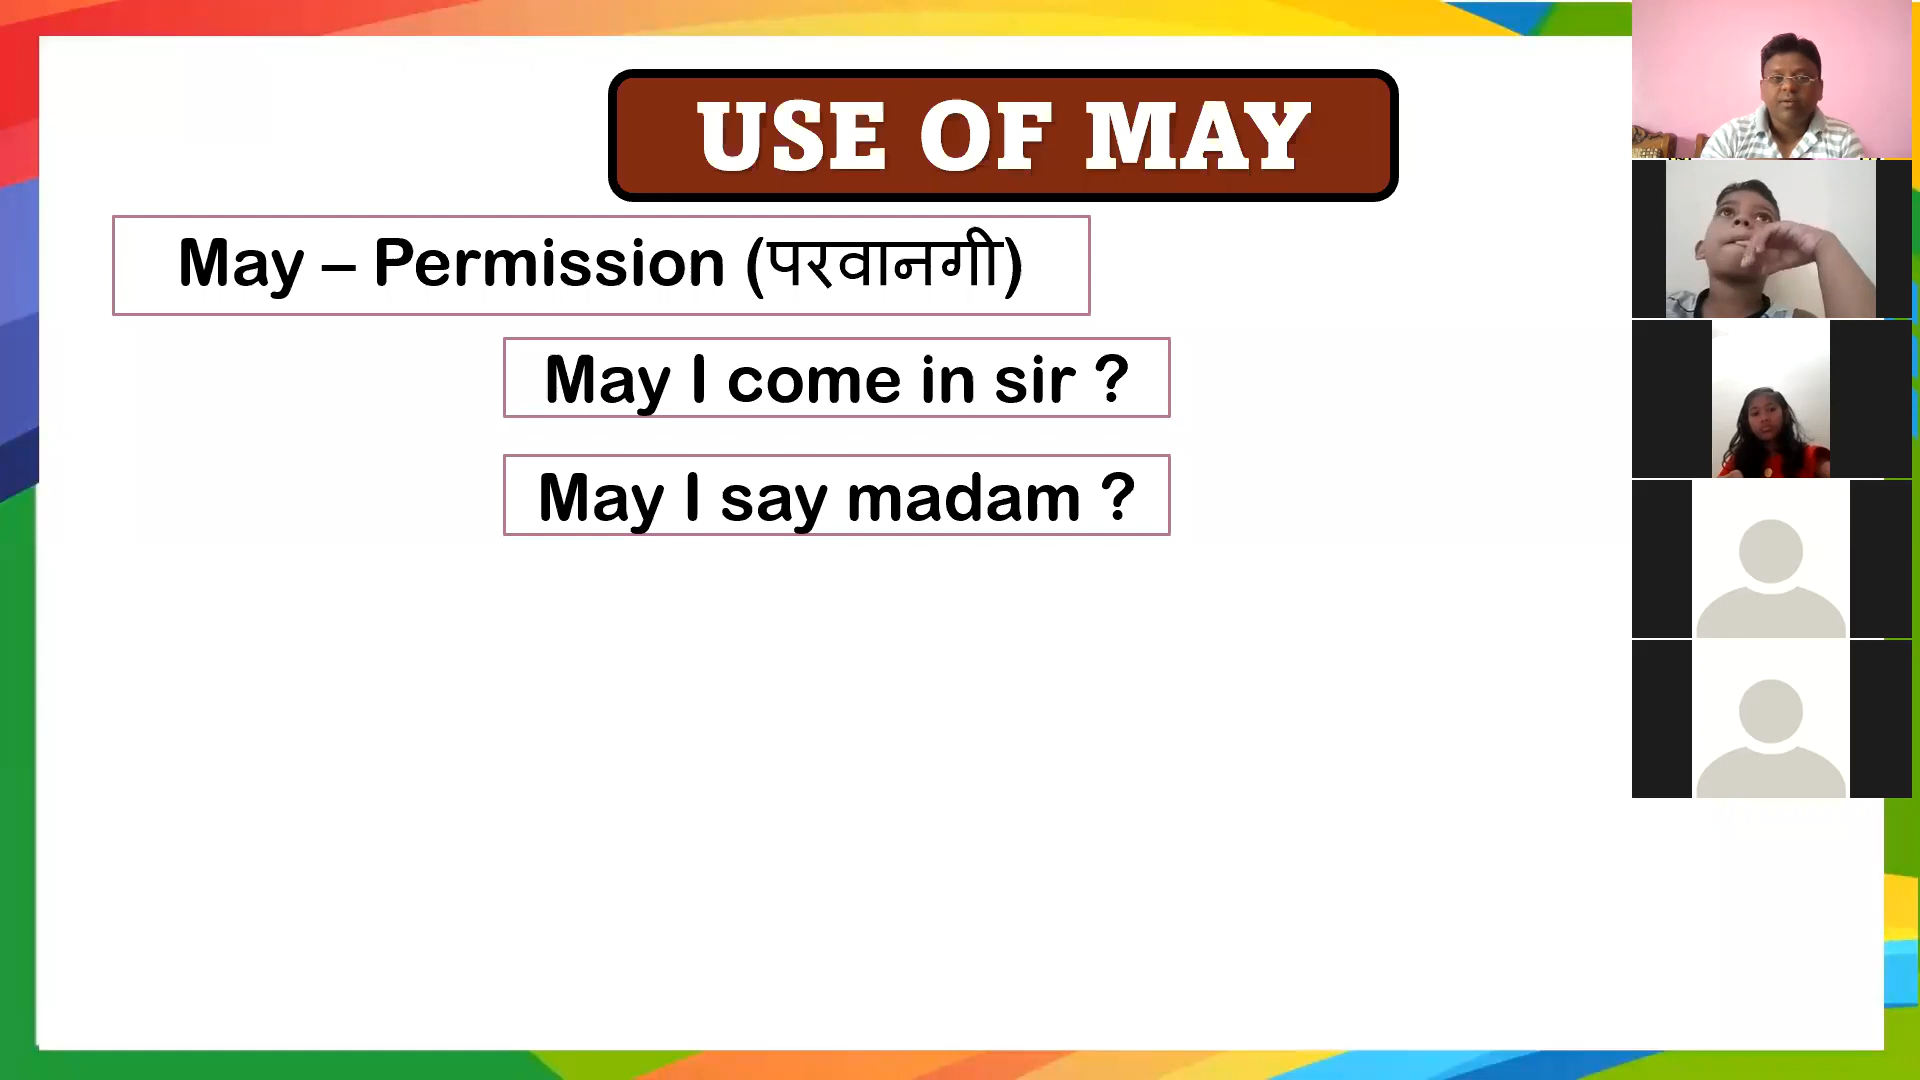 USE OF MAY
May – Permission (परवानगी)
May I come in sir ?
May I say madam ?